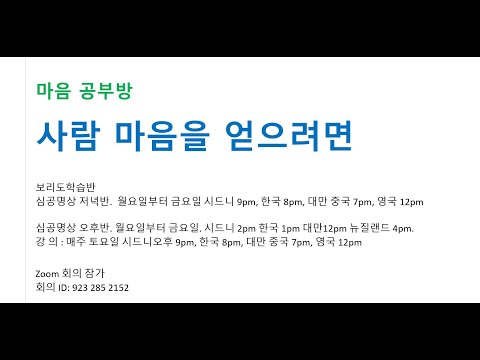 마음 공부방
사람 마음을 얻으려면
보리도학습반
심공명상 저녁반. 월요일부터 금요일 시드니 9pm, 한국 8pm, 대만 중국 7pm, 영국 12pm
심공명상 오후반. 월요일부터 금요일. 시드니 2pm 한국 1pm 대만12pm 뉴질랜드 4pm.
강 의 : 매주 토요일 시드니오후 9pm, 한국 8pm, 대만 중국 7pm, 영국 12pm
Zoom 회의 참가
회의 ID: 923 285 2152